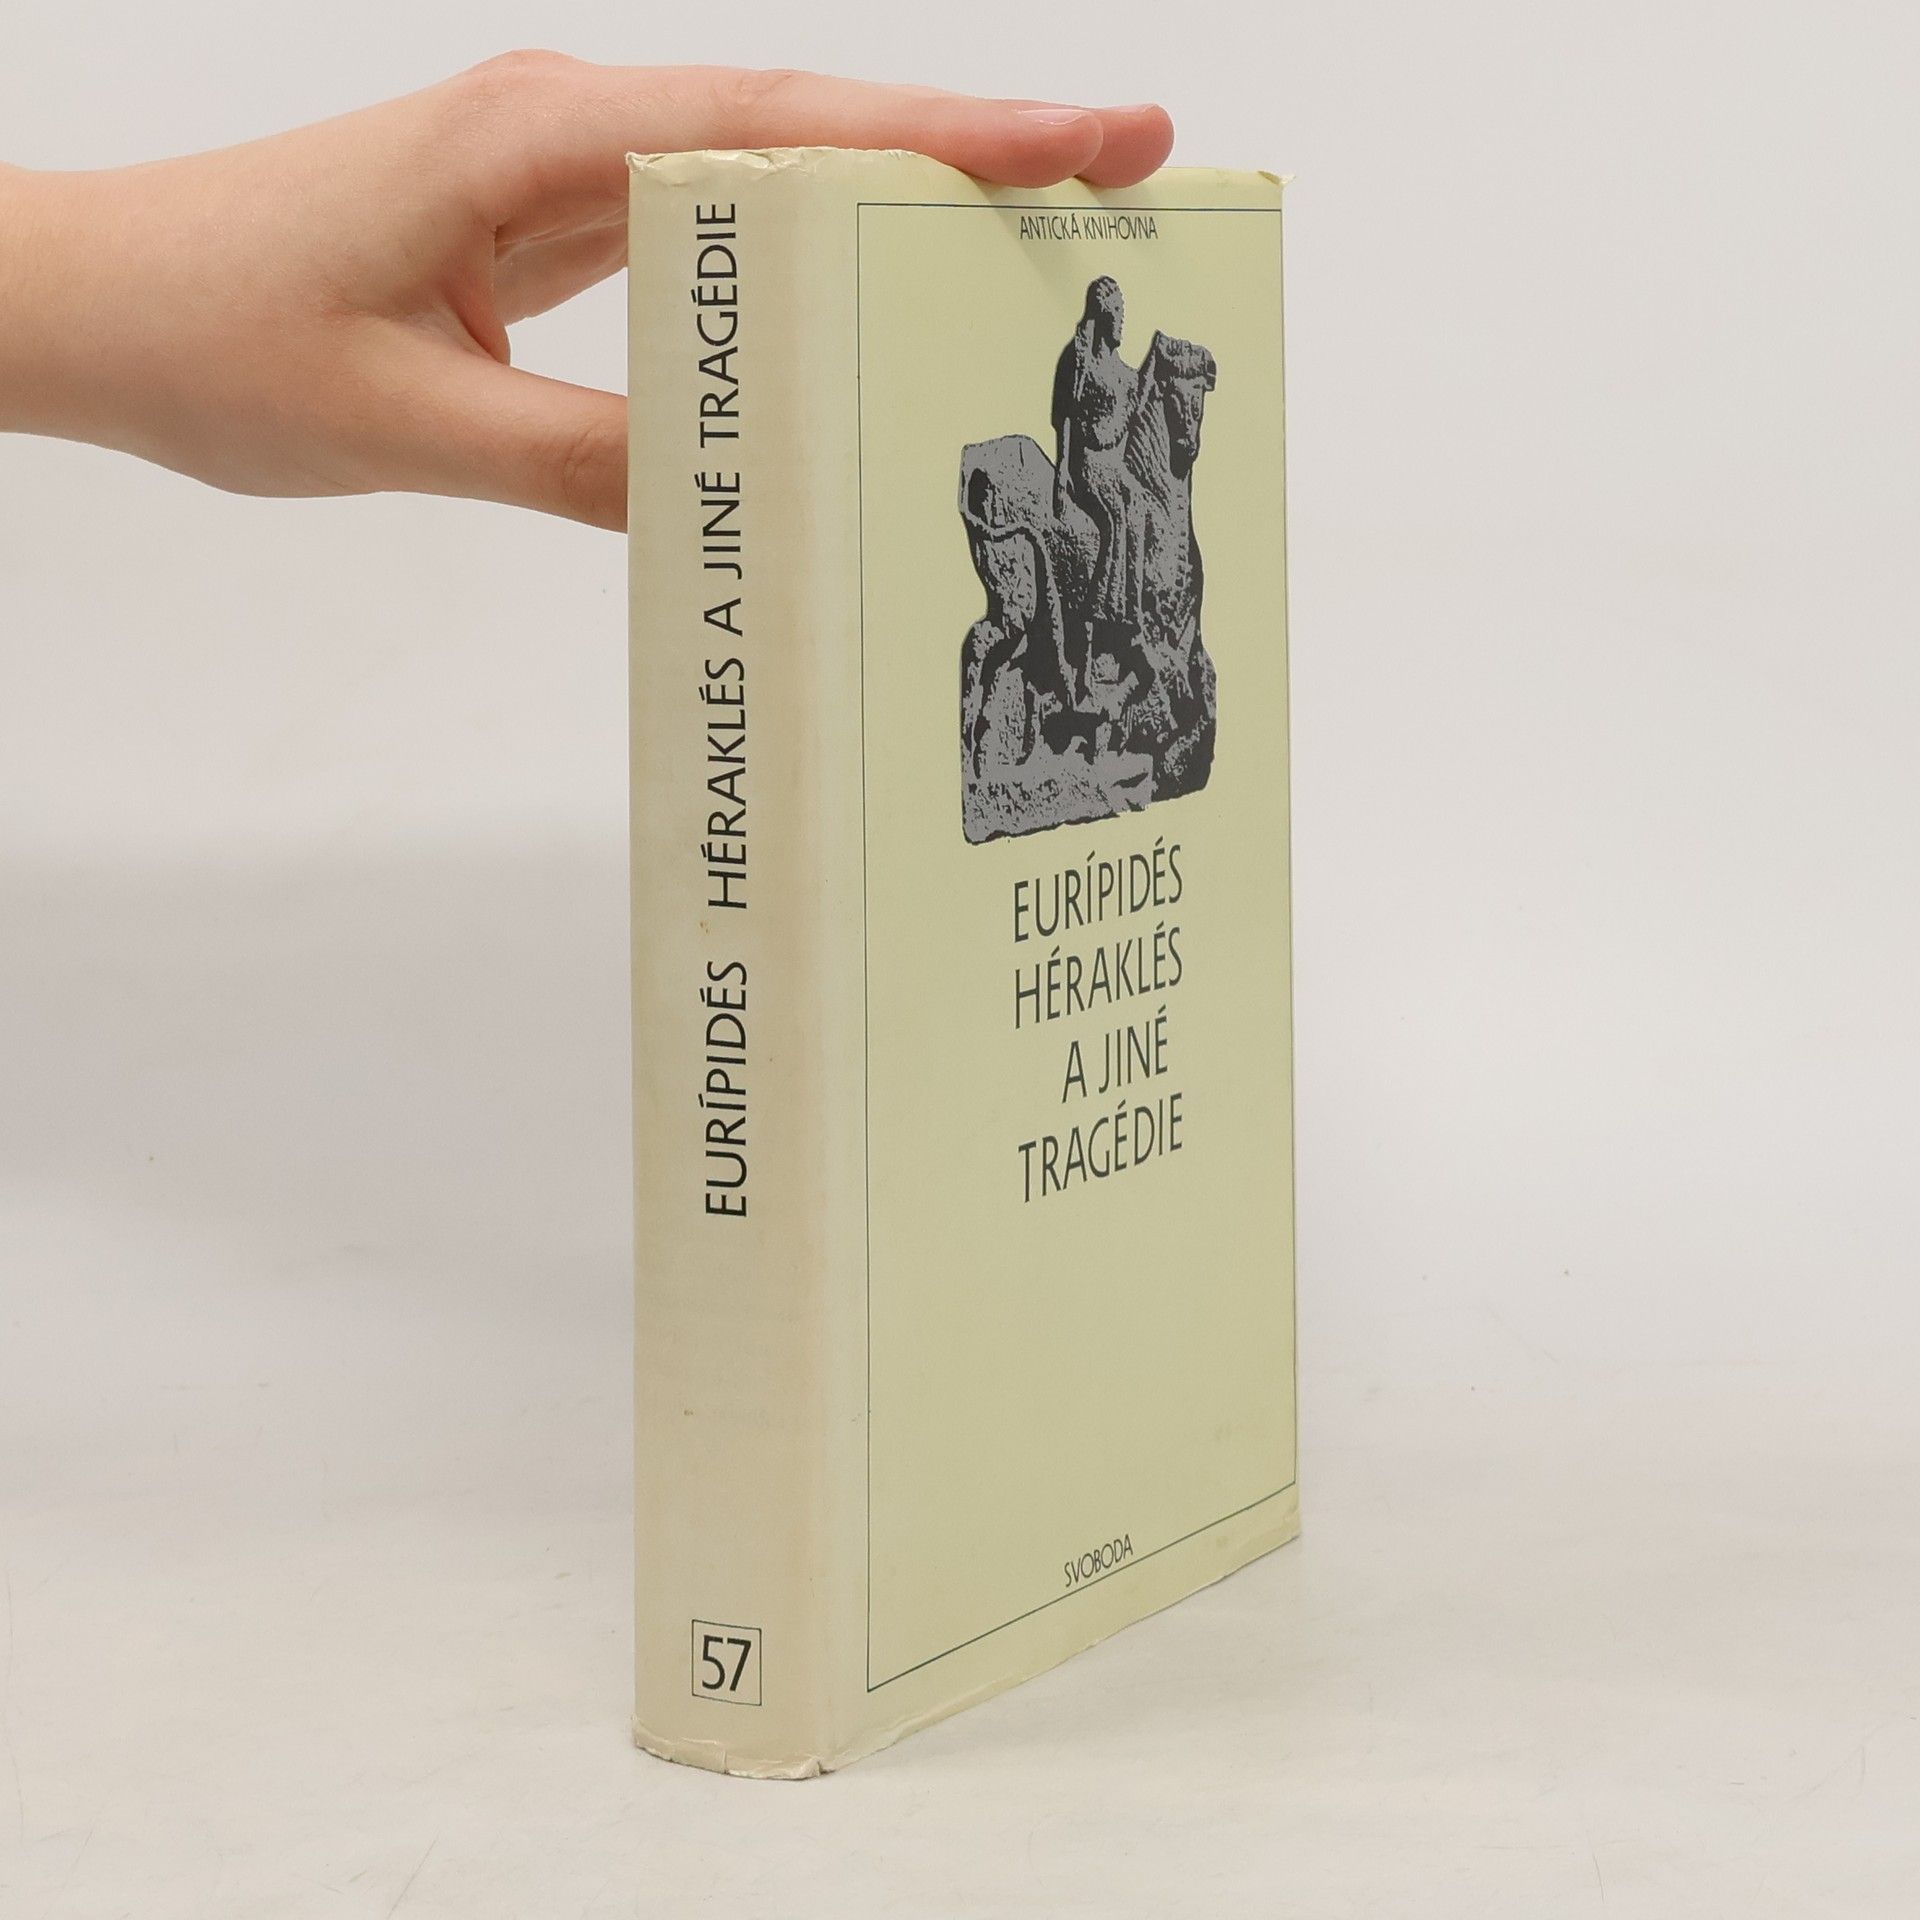 EURÍPIDÉS HÉRAKLÉS A JINÉ TRAGÉDIE
57
ANTICKÁ KNIHOVNA
EURÍPIDÉS
HÉRAKLÉS
A JINÉ
TRAGÉDIE
SVOBODA